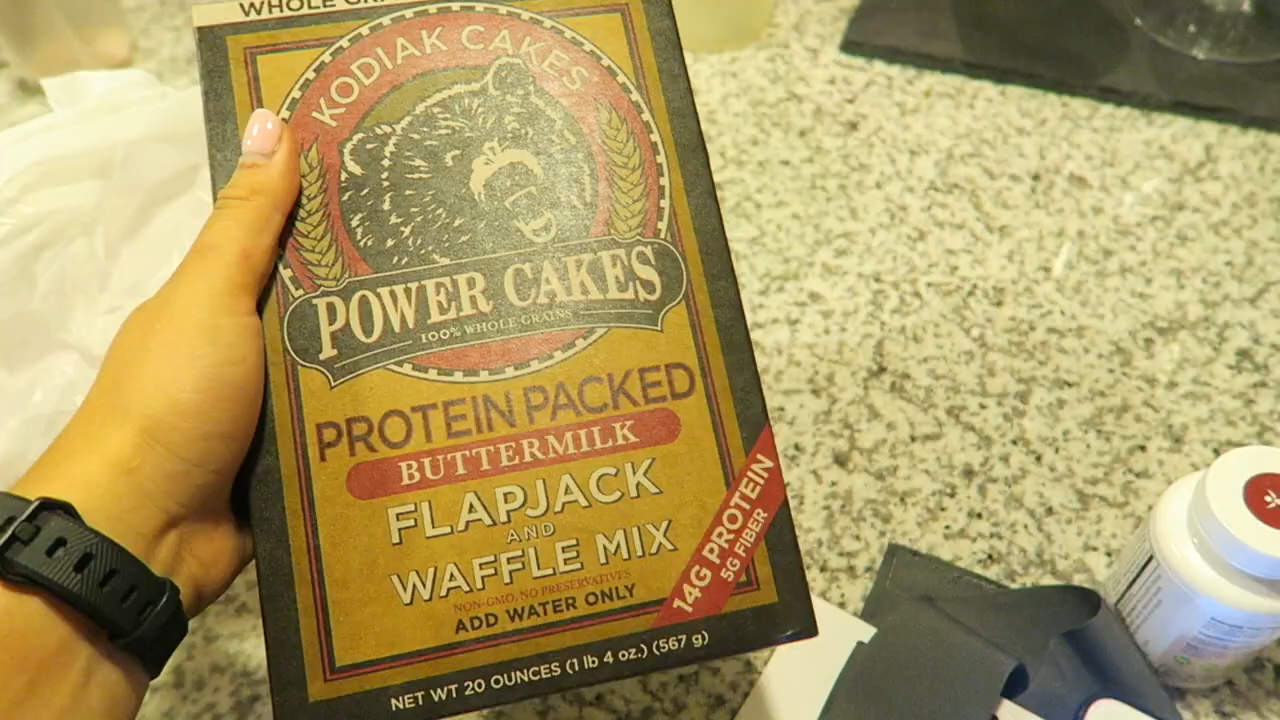 WHOLE
KODIAK CAKES
POWER CAKES
100% WHOLE GRAINS
PROTEIN PACKED
BUTTERMILK
FLAPJACK
AND
WAFFLE MIX
NON-GMO, NO PRESERVATIVES
ADD WATER ONLY
14G PROTEIN
5G FIBER
NET WT 20 OUNCES (1 lb 4 oz.) (567 g)